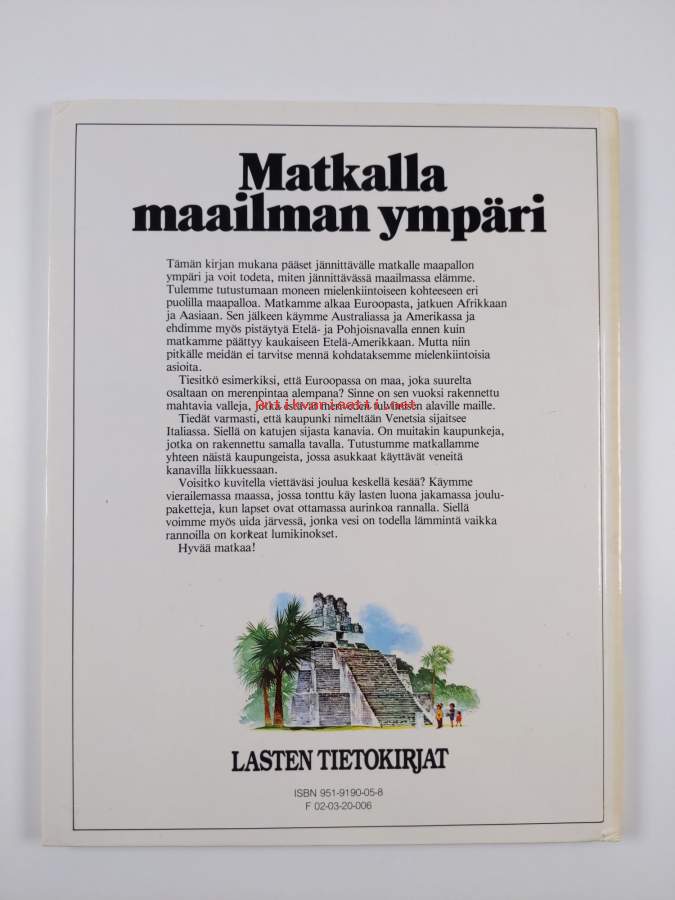 Matkalla
maailman ympäri
Tämän kirjan mukana pääset jännittävälle matkalle maapallon
ympäri ja voit todeta, miten jännittävässä maailmassa elämme.
Tulemme tutustumaan moneen mielenkiintoiseen kohteeseen eri
puolilla maapalloa. Matkamme alkaa Euroopasta, jatkuen Afrikkaan
ja Aasiaan. Sen jälkeen käymme Australiassa ja Amerikassa ja
ehdimme myös pistäytyä Etelä- ja Pohjoisnavalla ennen kuin
matkamme päättyy kaukaiseen Etelä-Amerikkaan. Mutta niin
pitkälle meidän ei tarvitse mennä kohdataksemme mielenkiintoisia
asioita.
Tiesitkö esimerkiksi, että Euroopassa on maa, joka suurelta
osaltaan on merenpintaa alempana? Sinne on sen vuoksi rakennettu
mahtavia valleja, jotka estävät meriveden tulvimisen alaville maille.
Antikvariaatti.net
Tiedät varmasti, että kaupunki nimeltään Venetsia sijaitsee
Italiassa. Siellä on katujen sijasta kanavia. On muitakin kaupunkeja,
jotka on rakennettu samalla tavalla. Tutustumme matkallamme
yhteen näistä kaupungeista, jossa asukkaat käyttävät veneitä
kanavilla liikkuessaan.
Voisitko kuvitella viettäväsi joulua keskellä kesää? Käymme
vierailemassa maassa, jossa tonttu käy lasten luona jakamassa joulu-
paketteja, kun lapset ovat ottamassa aurinkoa rannalla. Siellä
voimme myös uida järvessä, jonka vesi on todella lämmintä vaikka
rannoilla on korkeat lumikinokset.
Hyvää matkaa!
LASTEN TIETOKIRJAT
ISBN 951-9190-05-8
F 02-03-20-006